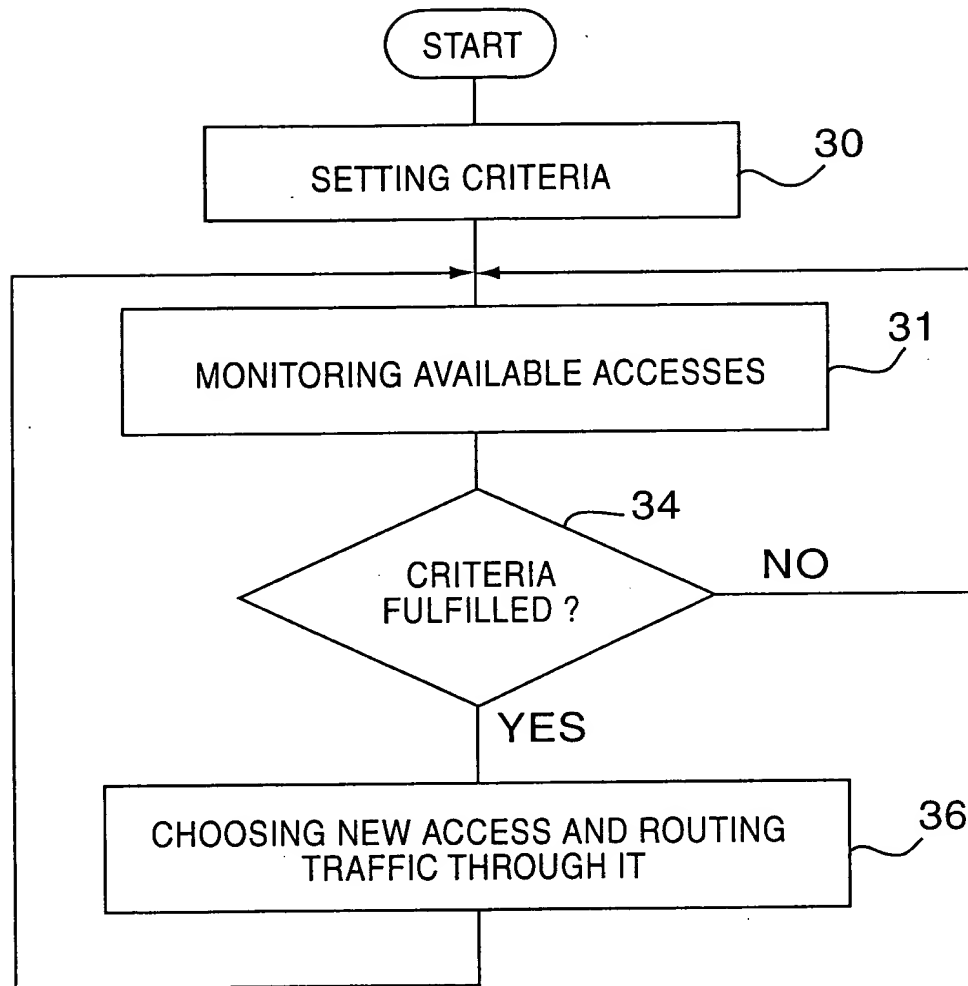 START
SETTING CRITERIA
30
MONITORING AVAILABLE ACCESSES
31
34
CRITERIA
FULFILLED ?
NO
YES
CHOOSING NEW ACCESS AND ROUTING
TRAFFIC THROUGH IT
36